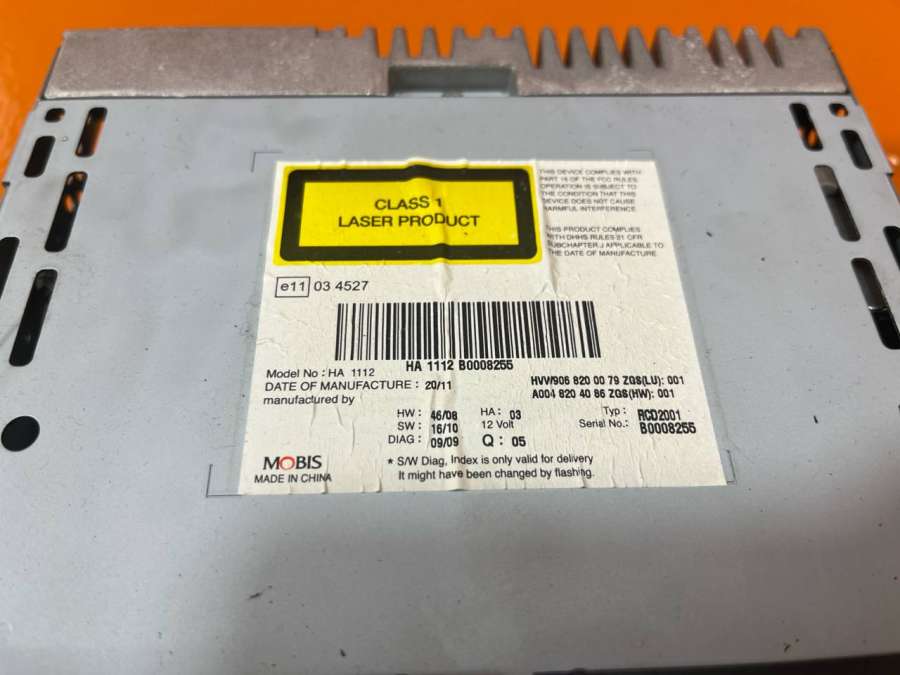 CLASS 1
LASER PRODUCT
THIS DEVICE COMPLIES WITH
PART 15 OF THE FCC RULES.
OPERATION IS SUBJECT TO
THE CONDITION THAT THIS
DEVICE DOES NOT CAUSE
HARMFUL INTERFERENCE
THIS PRODUCT COMPLIES
WITH DHHS RULES 21 CFR
SUBCHAPTER J APPLICABLE TO
THE DATE OF MANUFACTURE
e11 03 4527
HA 1112 B0008255
Model No : HA 1112
DATE OF MANUFACTURE : 20/11
manufactured by
HW/906 820 00 79 ZGS(LU): 001
A004 820 40 86 ZGS(HW): 001
HW : 46/08 HA : 03 Typ : RCD2001
SW : 16/10 12 Volt Serial No.: B0008255
DIAG : 09/09 Q : 05
MOBIS
MADE IN CHINA
* S/W Diag, Index is only valid for delivery
It might have been changed by flashing.